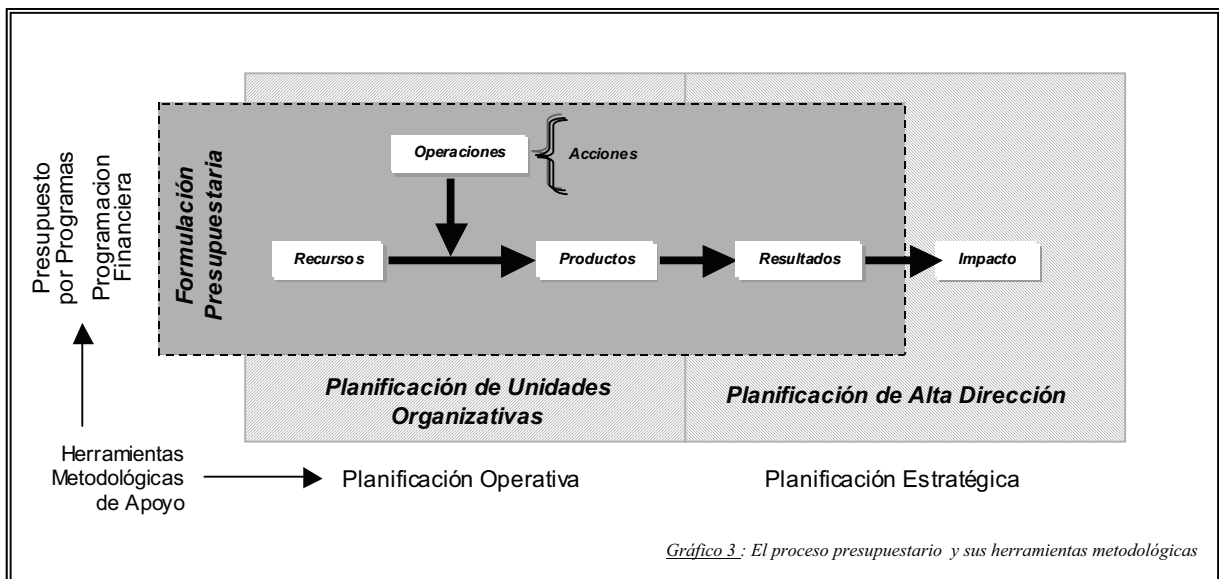 Presupuesto
por Programas
Programacion
Financiera
Formulación
Presupuestaria
Operaciones
Acciones
Recursos
Productos
Resultados
Impacto
Planificación de Unidades
Organizativas
Planificación de Alta Dirección
Herramientas
Metodológicas
de Apoyo
Planificación Operativa
Planificación Estratégica
Gráfico 3 : El proceso presupuestario y sus herramientas metodológicas